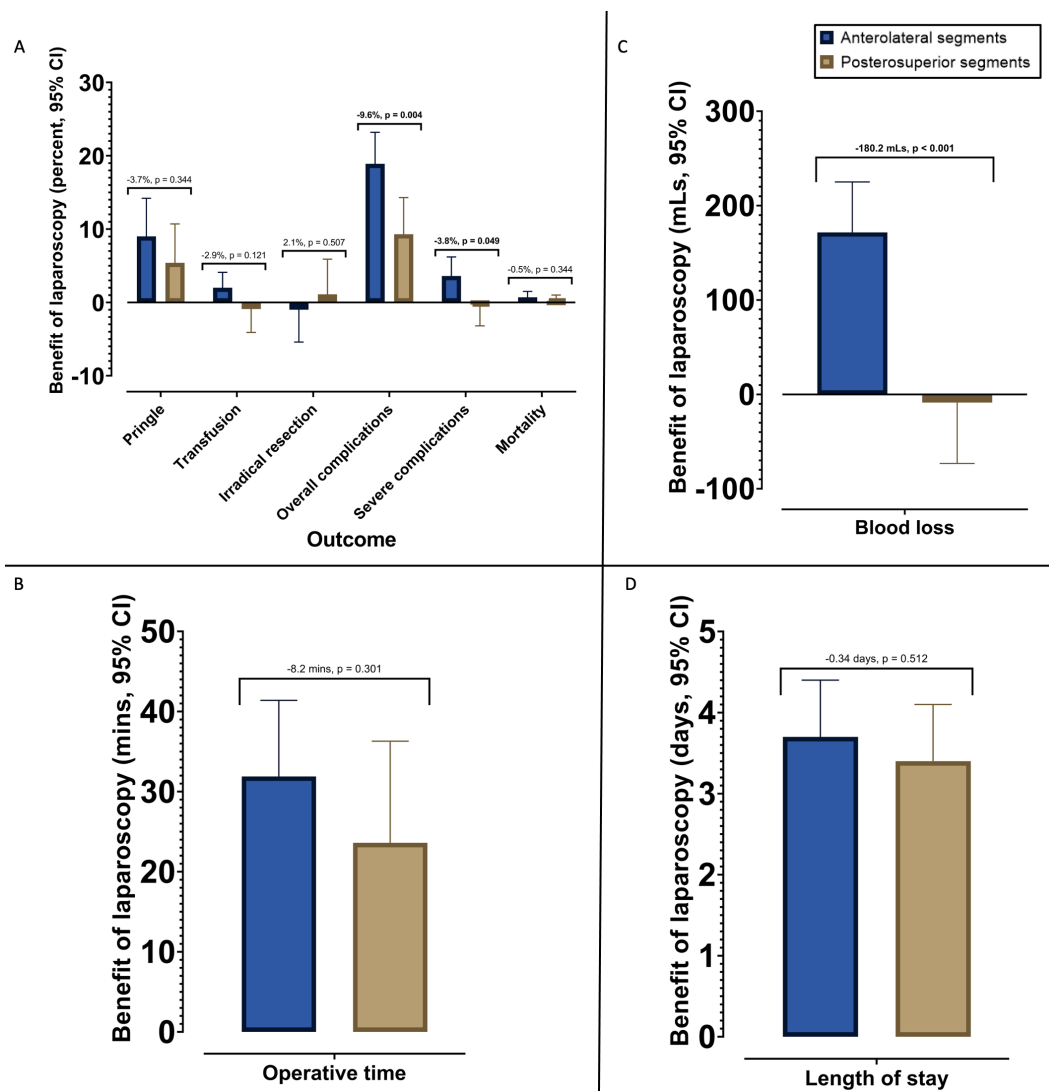 A
Benefit of laparoscopy (percent, 95% CI)
30
20
10
0
-10
-3.7%, p = 0.344
-2.9%, p = 0.121
2.1%, p = 0.507
-9.6%, p = 0.004
-3.8%, p = 0.049
-0.5%, p = 0.344
Pringle
Transfusion
Irradical resection
Overall complications
Severe complications
Mortality
Outcome
C
Anterolateral segments
Posterosuperior segments
Benefit of laparoscopy (mLs, 95% CI)
300
200
100
0
-100
-180.2 mLs, p < 0.001
Blood loss
B
Benefit of laparoscopy (mins, 95% CI)
50
40
30
20
10
0
-8.2 mins, p = 0.301
Operative time
D
Benefit of laparoscopy (days, 95% CI)
5
4
3
2
1
0
-0.34 days, p = 0.512
Length of stay